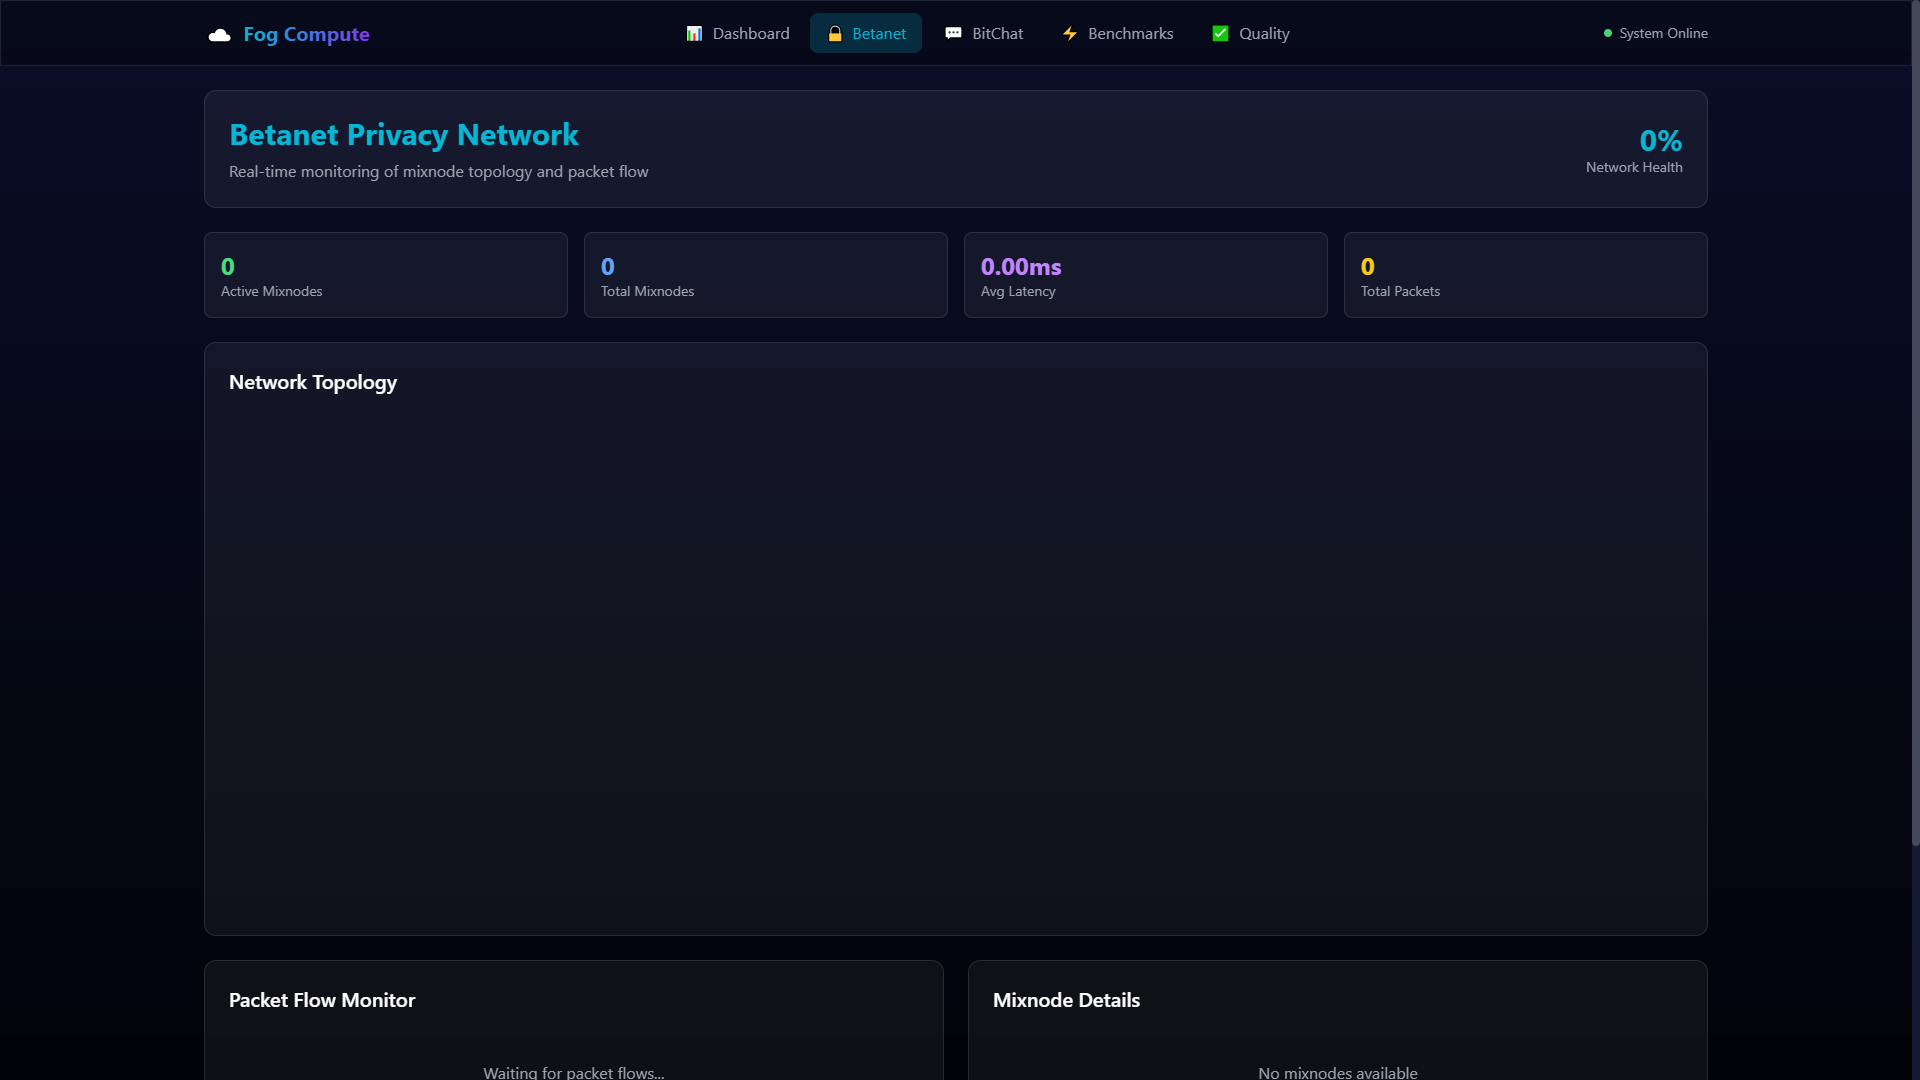 Fog Compute
Dashboard
Betanet
BitChat
Benchmarks
Quality
System Online
Betanet Privacy Network
Real-time monitoring of mixnode topology and packet flow
0%
Network Health
0
Active Mixnodes
0
Total Mixnodes
0.00ms
Avg Latency
0
Total Packets
Network Topology
Packet Flow Monitor
Waiting for packet flows...
Mixnode Details
No mixnodes available